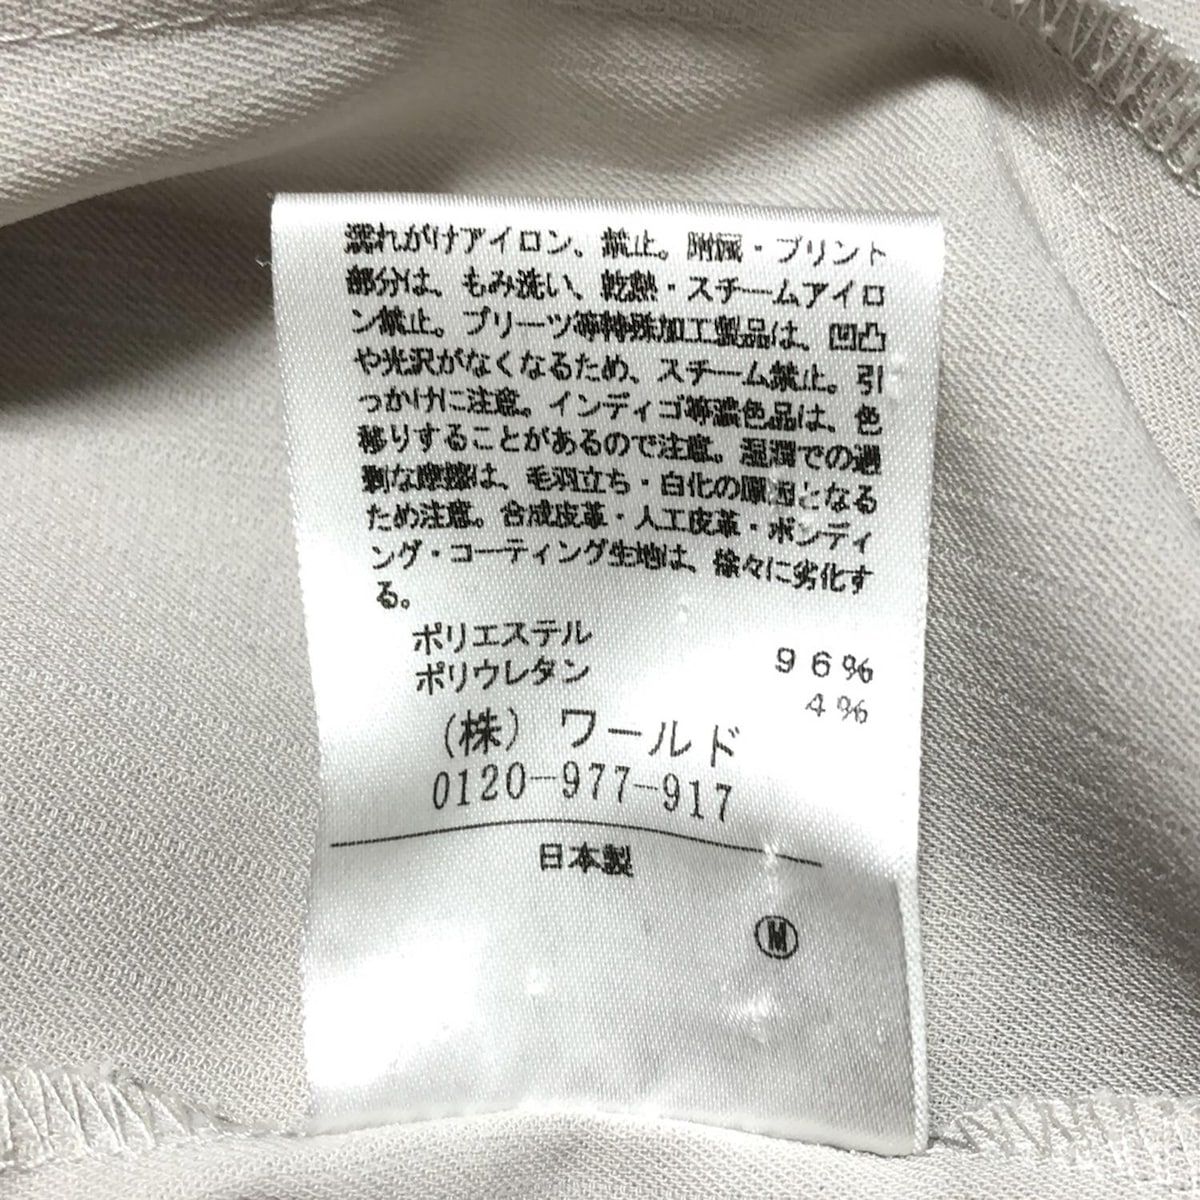 濡れがけアイロン、禁止。附属・プリント
部分は、もみ洗い、乾熱・スチームアイロ
ン禁止。プリーツ等特殊加工製品は、凹凸
や光沢がなくなるため、スチーム禁止。引
っかけに注意。インディゴ等濃色品は、色
移りすることがあるので注意。湿潤での過
剰な摩擦は、毛羽立ち・白化の原因となる
ため注意。合成皮革・人工皮革・ボンディ
ング・コーティング生地は、徐々に劣化す
る。
ポリエステル 96%
ポリウレタン 4%
(株) ワールド
0120-977-917
日本製
Ⓜ